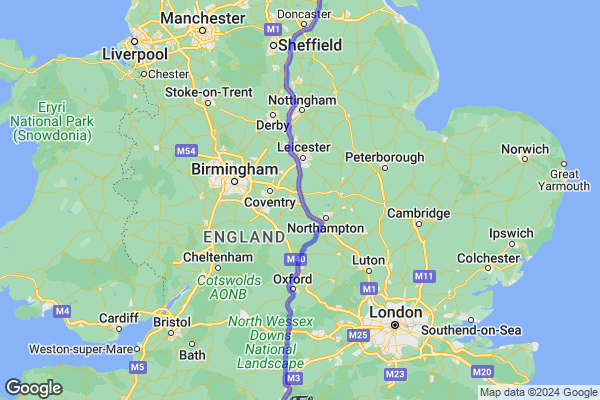 Doncaster
Manchester
M1
Liverpool
Sheffield
Chester
Stoke-on-Trent
Eryri
National Park
(Snowdonia)
Nottingham
Derby
Leicester
M54
Peterborough
Norwich
Birmingham
Great
Yarmouth
Coventry
Northampton
Cambridge
ENGLAND
Ipswich
M40
Cheltenham
Luton
M11
Colchester
Cotswolds
AONB
Oxford
M1
M4
Cardiff
London
Bristol
North Wessex
Downs
National
Landscape
M25
Southend-on-Sea
Weston-super-Mare
Bath
M5
M3
M23
M20
Google
Map data ©2024 Google